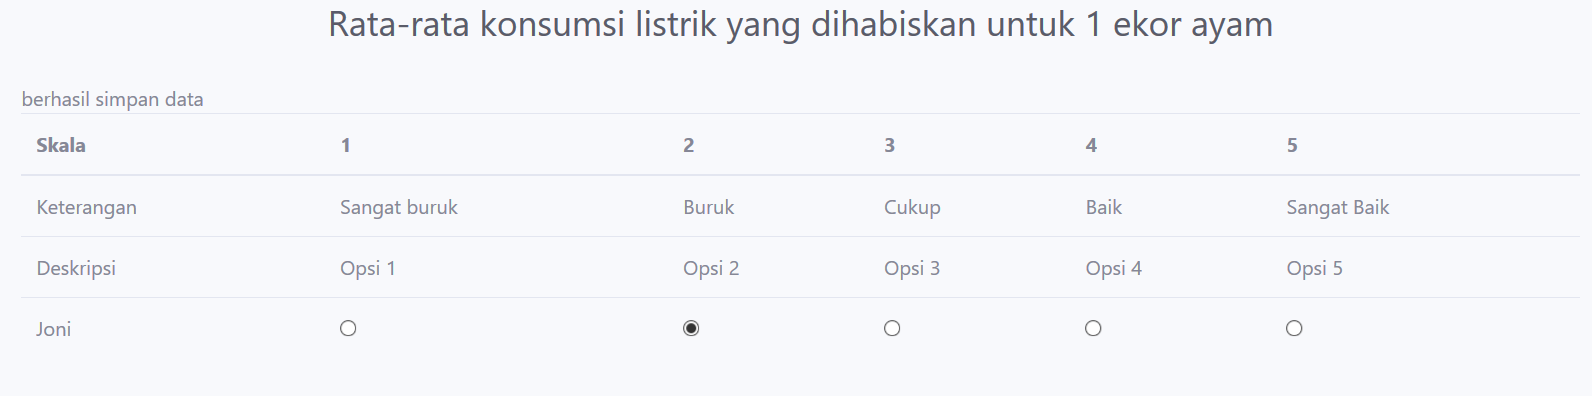 Rata-rata konsumsi listrik yang dihabiskan untuk 1 ekor ayam
berhasil simpan data
Skala 1 2 3 4 5
Keterangan Sangat buruk Buruk Cukup Baik Sangat Baik
Deskripsi Opsi 1 Opsi 2 Opsi 3 Opsi 4 Opsi 5
Joni